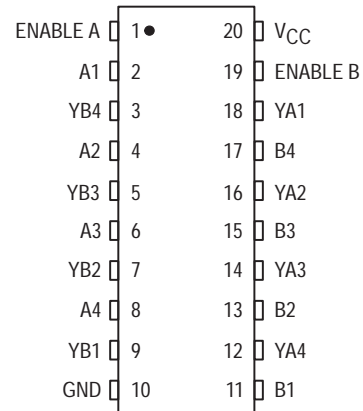 ENABLE A 1 20 VCC
A1 2 19 ENABLE B
YB4 3 18 YA1
A2 4 17 B4
YB3 5 16 YA2
A3 6 15 B3
YB2 7 14 YA3
A4 8 13 B2
YB1 9 12 YA4
GND 10 11 B1